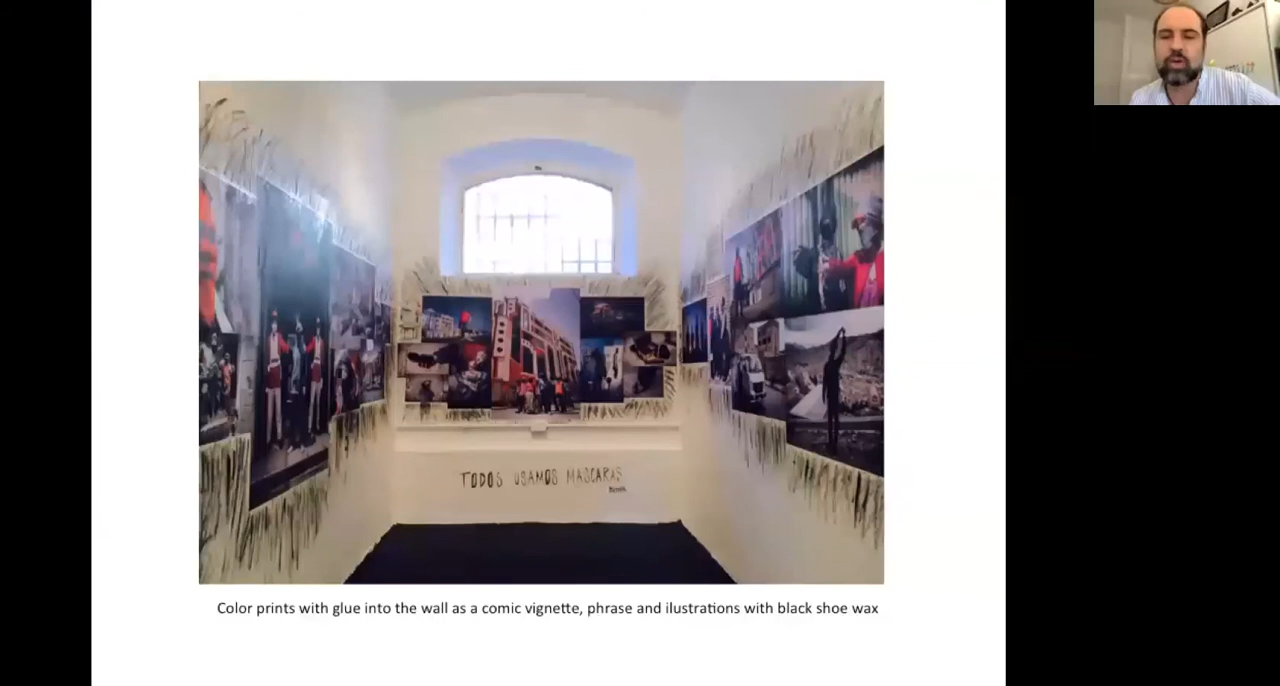 TODOS USAMOS MASCARAS
Color prints with glue into the wall as a comic vignette, phrase and ilustrations with black shoe wax